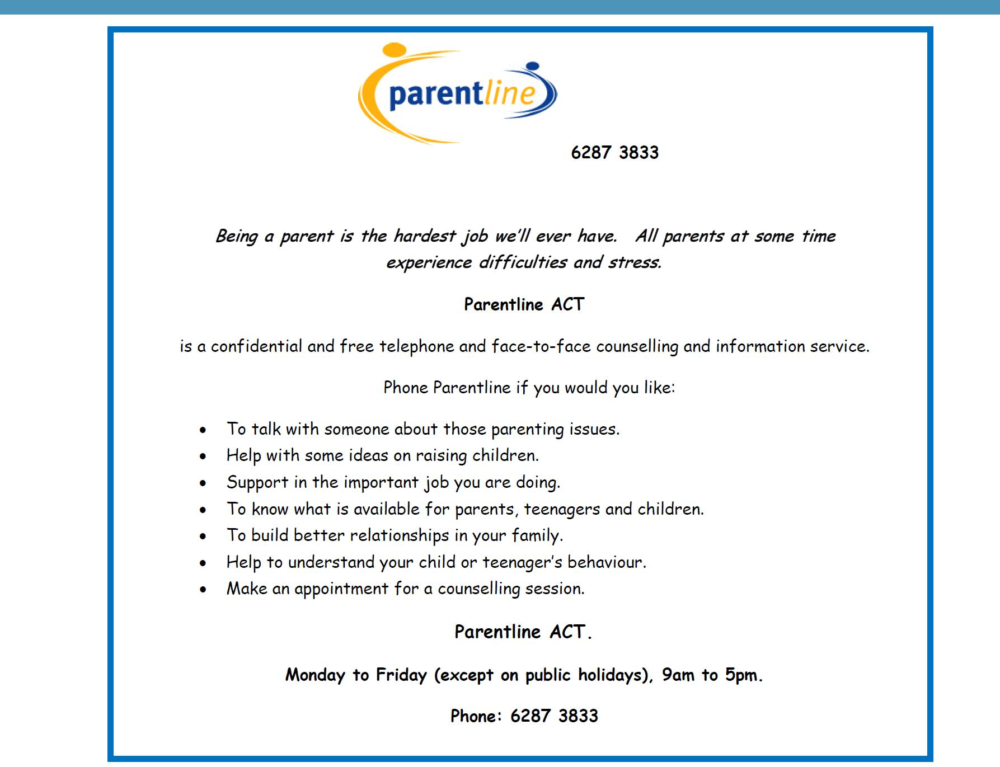 parentline
6287 3833
Being a parent is the hardest job we'll ever have. All parents at some time
experience difficulties and stress.
Parentline ACT
is a confidential and free telephone and face-to-face counselling and information service.
Phone Parentline if you would you like:
• To talk with someone about those parenting issues.
• Help with some ideas on raising children.
• Support in the important job you are doing.
• To know what is available for parents, teenagers and children.
• To build better relationships in your family.
• Help to understand your child or teenager's behaviour.
• Make an appointment for a counselling session.
Parentline ACT.
Monday to Friday (except on public holidays), 9am to 5pm.
Phone: 6287 3833